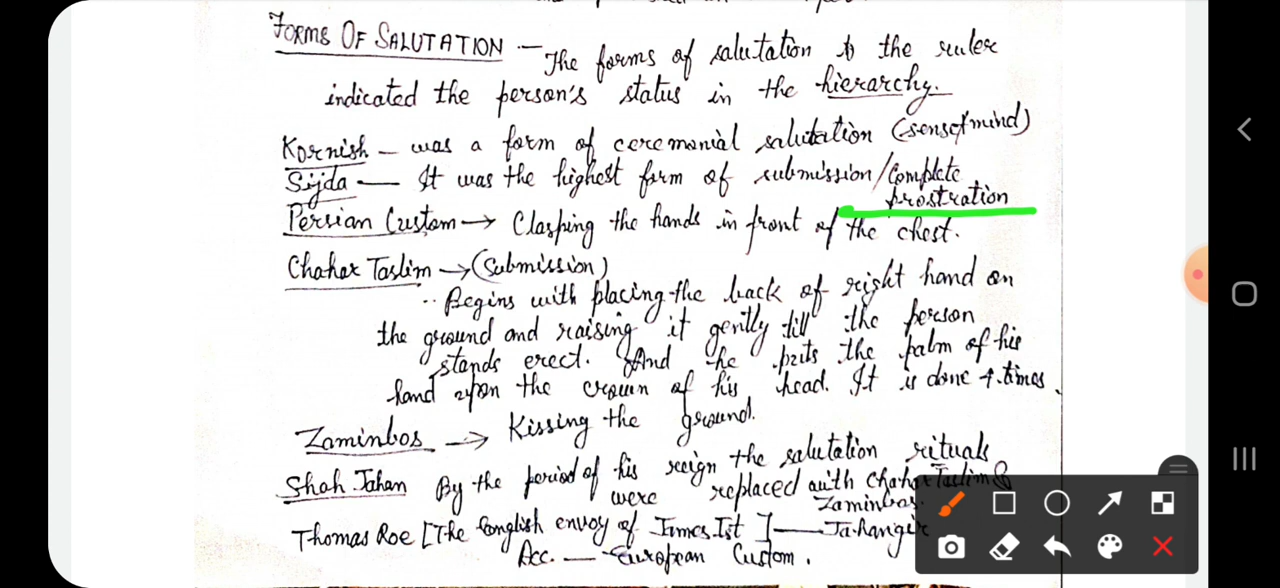 FORMS OF SALUTATION — The forms of salutation to the ruler
indicated the person's status in the hierarchy.
Kornish — was a form of ceremonial salutation (sense+mind)
Sijda — It was the highest form of submission/Complete
prostration
Persian Custom → Clasping the hands in front of the chest.
Chahar Taslim → (Submission)
Begins with placing the back of right hand on
the ground and raising it gently till the person
stands erect. And he puts the palm of his
hand upon the crown of his head. It is done 4 times.
Zaminbos → Kissing the ground.
Shah Jahan By the period of his reign the salutation rituals
were replaced with Chahar Taslim &
Zaminbos.
Thomas Roe [The English envoy of James Ist] — Jahangir
Acc. — European Custom.